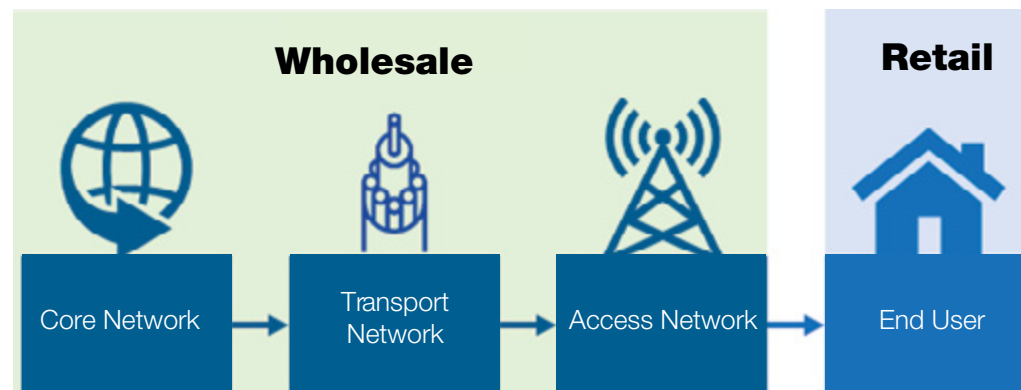 Wholesale
Retail
Core Network
Transport
Network
Access Network
End User